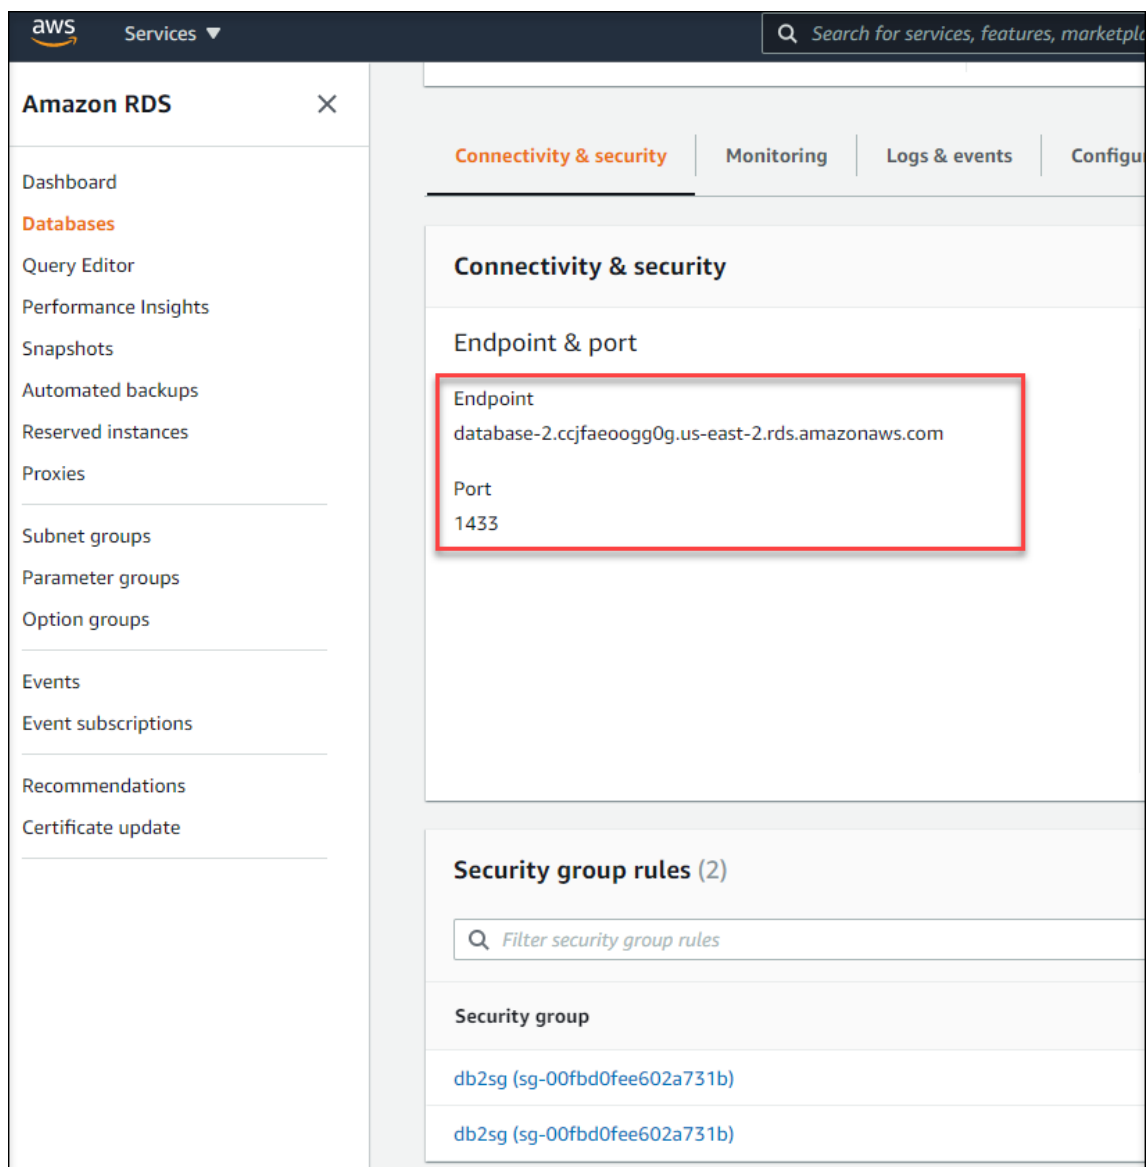 aws
Services ▼
Search for services, features, marketpl
Amazon RDS
Dashboard
Databases
Query Editor
Performance Insights
Snapshots
Automated backups
Reserved instances
Proxies
Subnet groups
Parameter groups
Option groups
Events
Event subscriptions
Recommendations
Certificate update
Connectivity & security
Monitoring
Logs & events
Configu
Connectivity & security
Endpoint & port
Endpoint
database-2.ccjfaeoogg0g.us-east-2.rds.amazonaws.com
Port
1433
Security group rules (2)
Filter security group rules
Security group
db2sg (sg-00fbd0fee602a731b)
db2sg (sg-00fbd0fee602a731b)